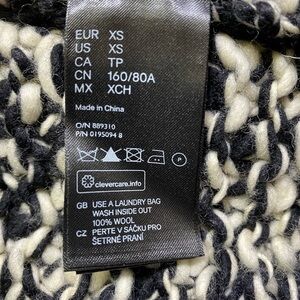 EUR XS
US XS
CA TP
CN 160/80A
MX XCH
Made in China
O/N 889310
P/N 0195094 8
P
clevercare.info
GB USE A LAUNDRY BAG
WASH INSIDE OUT
100% WOOL
CZ PERTE V SÁČKU PRO
ŠETRNÉ PRANÍ